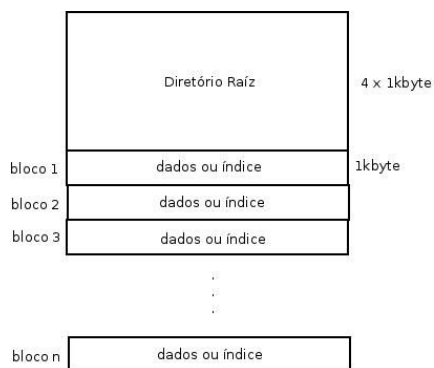 Diretório Raíz
4 x 1kbyte
bloco 1
dados ou índice
1kbyte
bloco 2
dados ou índice
bloco 3
dados ou índice
.
.
.
bloco n
dados ou índice